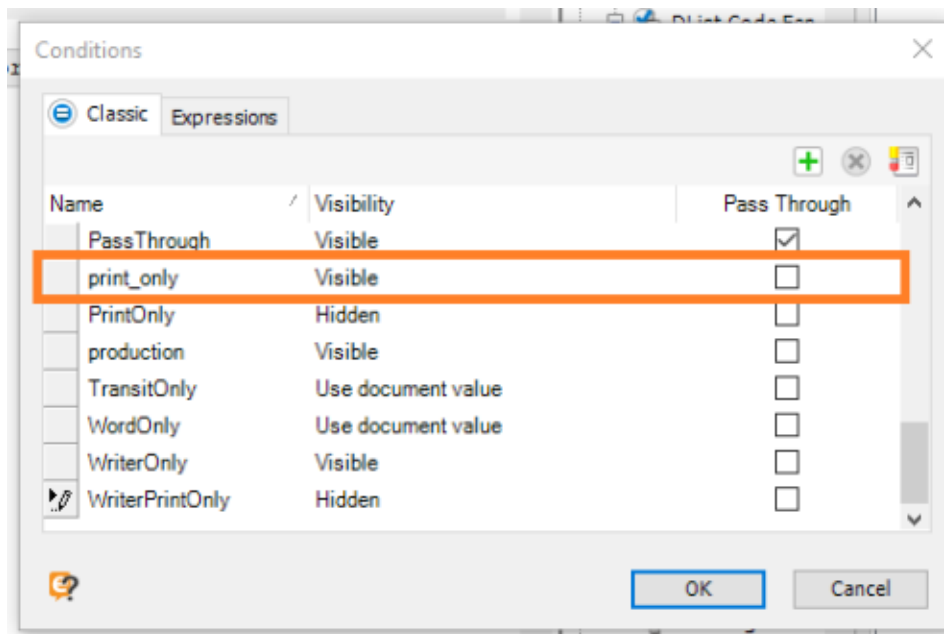 Conditions
Classic Expressions
Name Visibility Pass Through
PassThrough Visible
print_only Visible
PrintOnly Hidden
production Visible
TransitOnly Use document value
WordOnly Use document value
WriterOnly Visible
WriterPrintOnly Hidden
OK Cancel